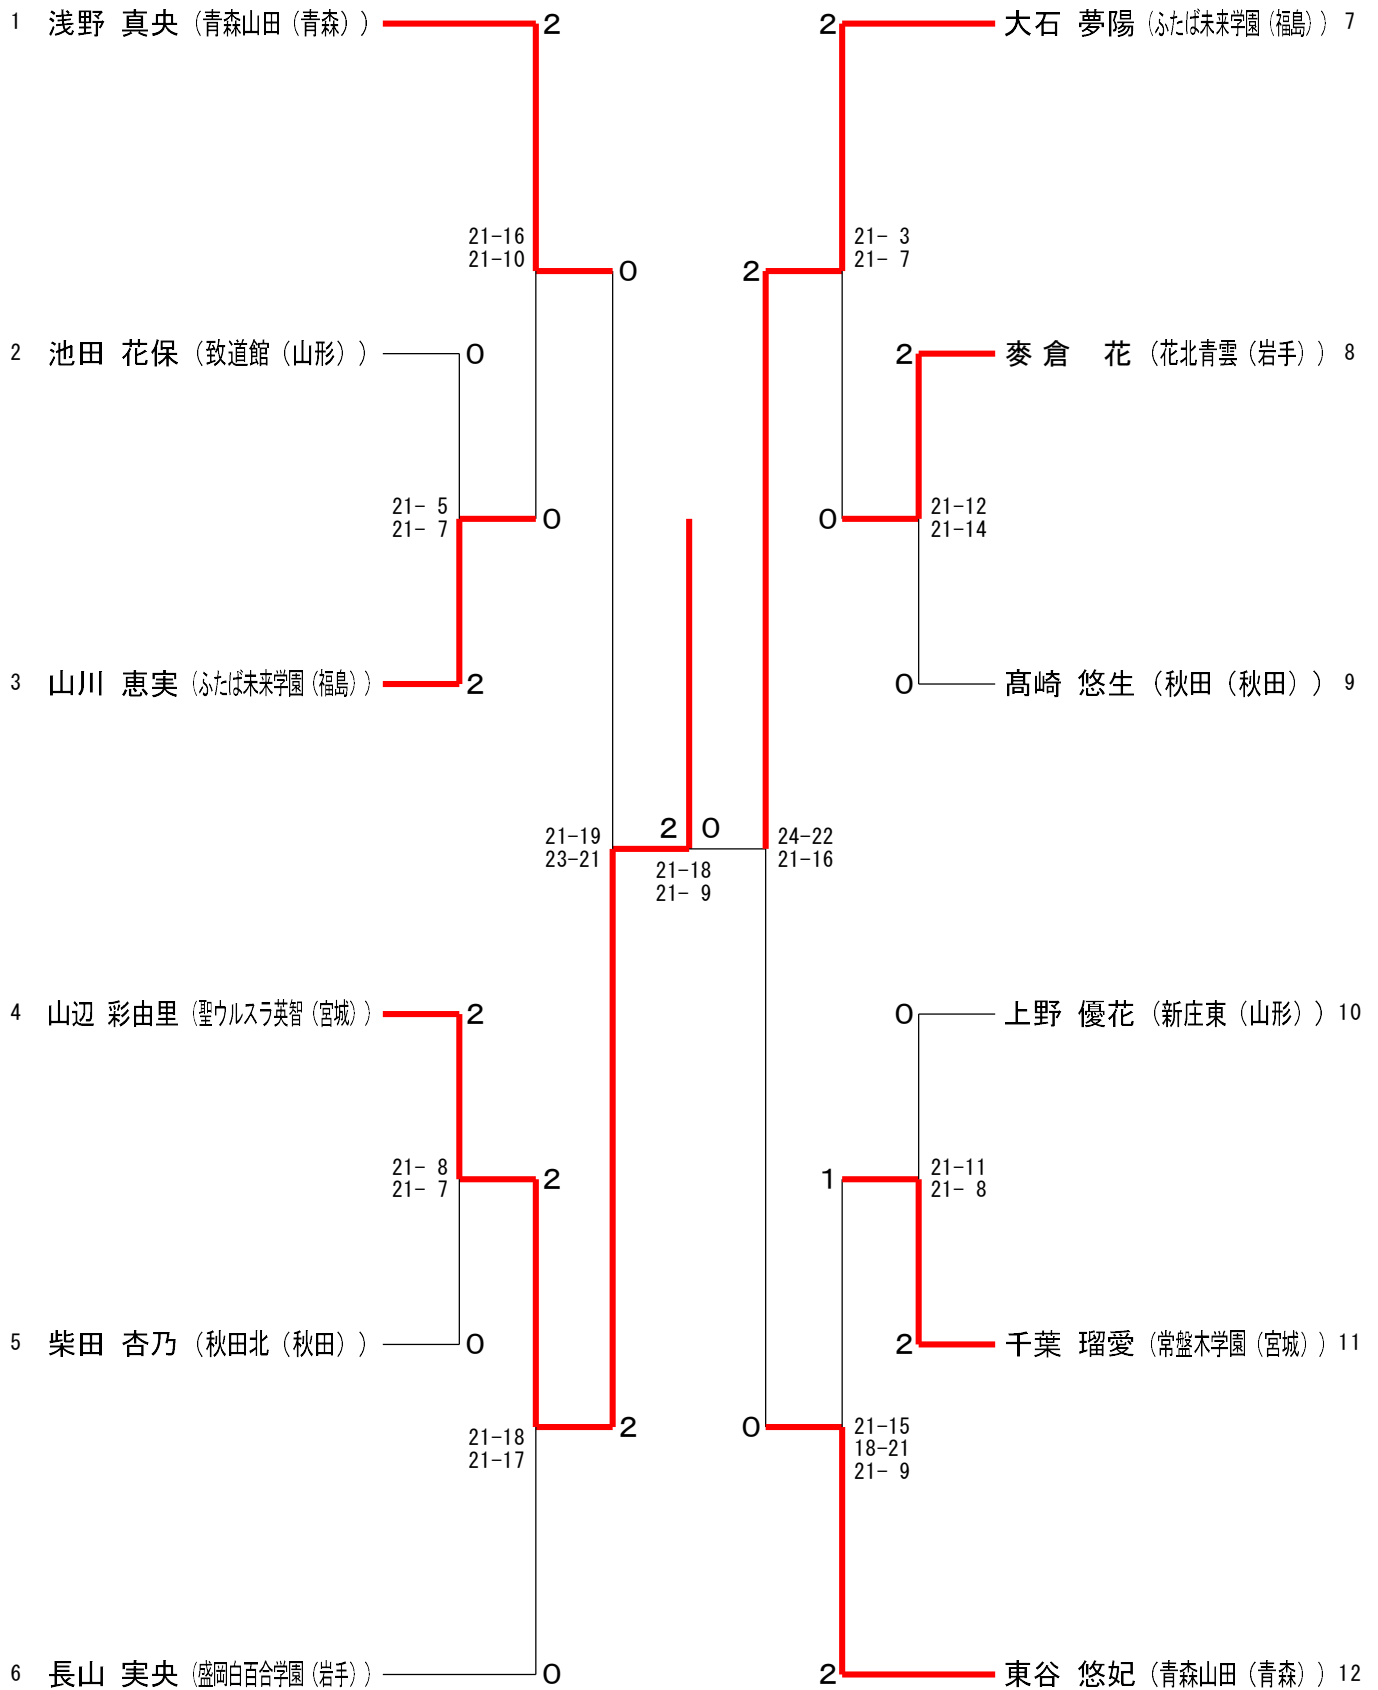 1 浅野 真央 (青森山田(青森)) 2
2 大石 夢陽 (ふたば未来学園(福島)) 7
21-16
21-10
0
2
21- 3
21- 7
2 池田 花保 (致道館(山形)) 0
2 麥倉 花 (花北青雲(岩手)) 8
21- 5
21- 7
0
0
21-12
21-14
3 山川 恵実 (ふたば未来学園(福島)) 2
0 髙崎 悠生 (秋田(秋田)) 9
21-19
23-21
2 0
21-18
21- 9
24-22
21-16
4 山辺 彩由里 (聖ウルスラ英智(宮城)) 2
0 上野 優花 (新庄東(山形)) 10
21- 8
21- 7
2
1
21-11
21- 8
5 柴田 杏乃 (秋田北(秋田)) 0
2 千葉 瑠愛 (常盤木学園(宮城)) 11
21-18
21-17
2
0
21-15
18-21
21- 9
6 長山 実央 (盛岡白百合学園(岩手)) 0
2 東谷 悠妃 (青森山田(青森)) 12